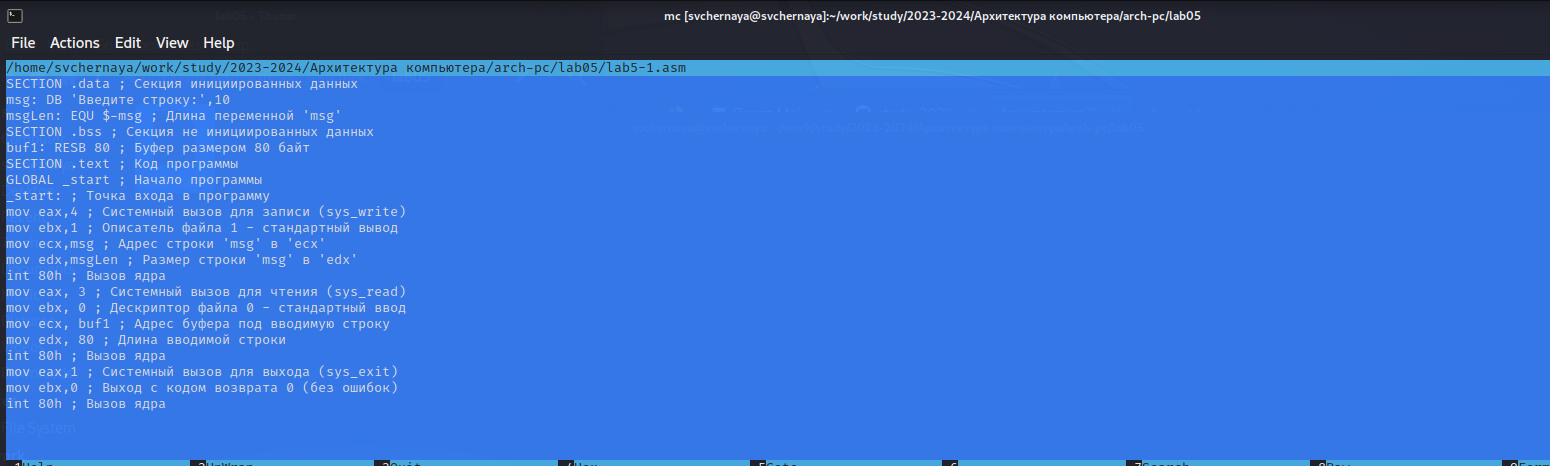 mc [svchernaya@svchernaya]:~/work/study/2023-2024/Архитектура компьютера/arch-pc/lab05
File Actions Edit View Help
/home/svchernaya/work/study/2023-2024/Архитектура компьютера/arch-pc/lab05/lab5-1.asm
SECTION .data ; Секция инициированных данных
msg: DB 'Введите строку:',10
msgLen: EQU $-msg ; Длина переменной 'msg'
SECTION .bss ; Секция не инициированных данных
buf1: RESB 80 ; Буфер размером 80 байт
SECTION .text ; Код программы
GLOBAL _start ; Начало программы
_start: ; Точка входа в программу
mov eax,4 ; Системный вызов для записи (sys_write)
mov ebx,1 ; Описатель файла 1 - стандартный вывод
mov ecx,msg ; Адрес строки 'msg' в 'ecx'
mov edx,msgLen ; Размер строки 'msg' в 'edx'
int 80h ; Вызов ядра
mov eax, 3 ; Системный вызов для чтения (sys_read)
mov ebx, 0 ; Дескриптор файла 0 - стандартный ввод
mov ecx, buf1 ; Адрес буфера под вводимую строку
mov edx, 80 ; Длина вводимой строки
int 80h ; Вызов ядра
mov eax,1 ; Системный вызов для выхода (sys_exit)
mov ebx,0 ; Выход с кодом возврата 0 (без ошибок)
int 80h ; Вызов ядра
File System